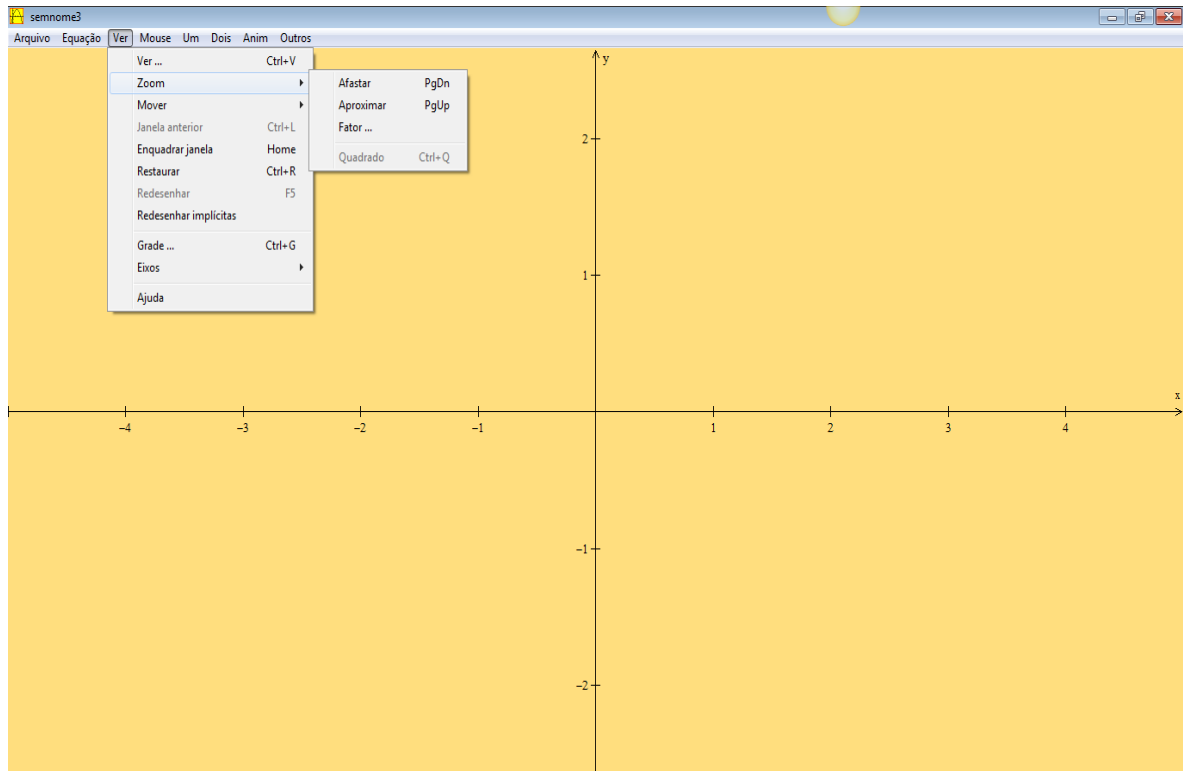 semnome3
Arquivo Equação Ver Mouse Um Dois Anim Outros
Ver ... Ctrl+V
Zoom
Mover
Janela anterior Ctrl+L
Enquadrar janela Home
Restaurar Ctrl+R
Redesenhar F5
Redesenhar implícitas
Grade ... Ctrl+G
Eixos
Ajuda
Afastar PgDn
Aproximar PgUp
Fator ...
Quadrado Ctrl+Q
y
2
1
x
−4 −3 −2 −1 1 2 3 4
−1
−2